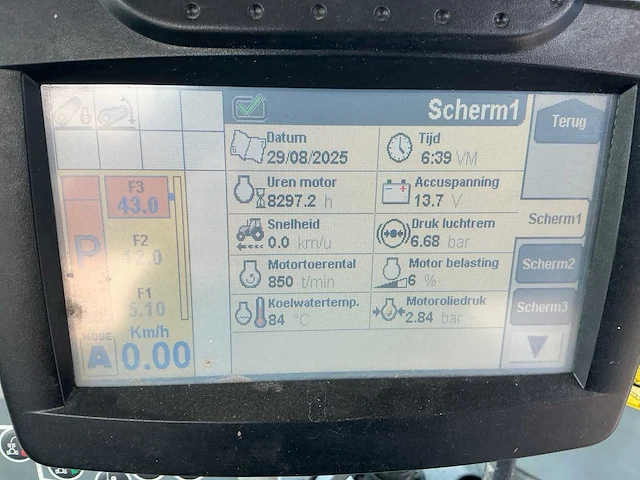 Scherm1
Terug
Datum
29/08/2025
Tijd
6:39 VM
Uren motor
8297.2 h
Accuspanning
13.7 V
Snelheid
0.0 km/u
Druk luchtrem
6.68 bar
Motortoerental
850 t/min
Motor belasting
6 %
Koelwatertemp.
84 °C
Motoroliedruk
2.84 bar
Scherm1
Scherm2
Scherm3
F3
43.0
P
F2
12.0
F1
5.10
MODE
A
Km/h
0.00